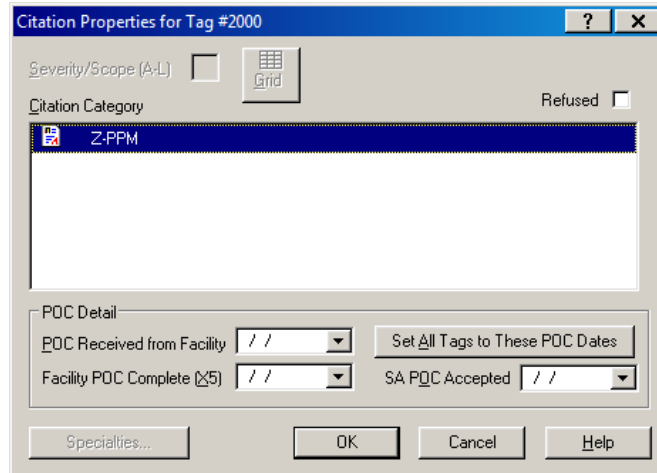 Citation Properties for Tag #2000
Severity/Scope (A-L)
Grid
Citation Category
Refused
Z-PPM
POC Detail
POC Received from Facility / /
Set All Tags to These POC Dates
Facility POC Complete (X5) / /
SA POC Accepted / /
Specialties...
OK
Cancel
Help